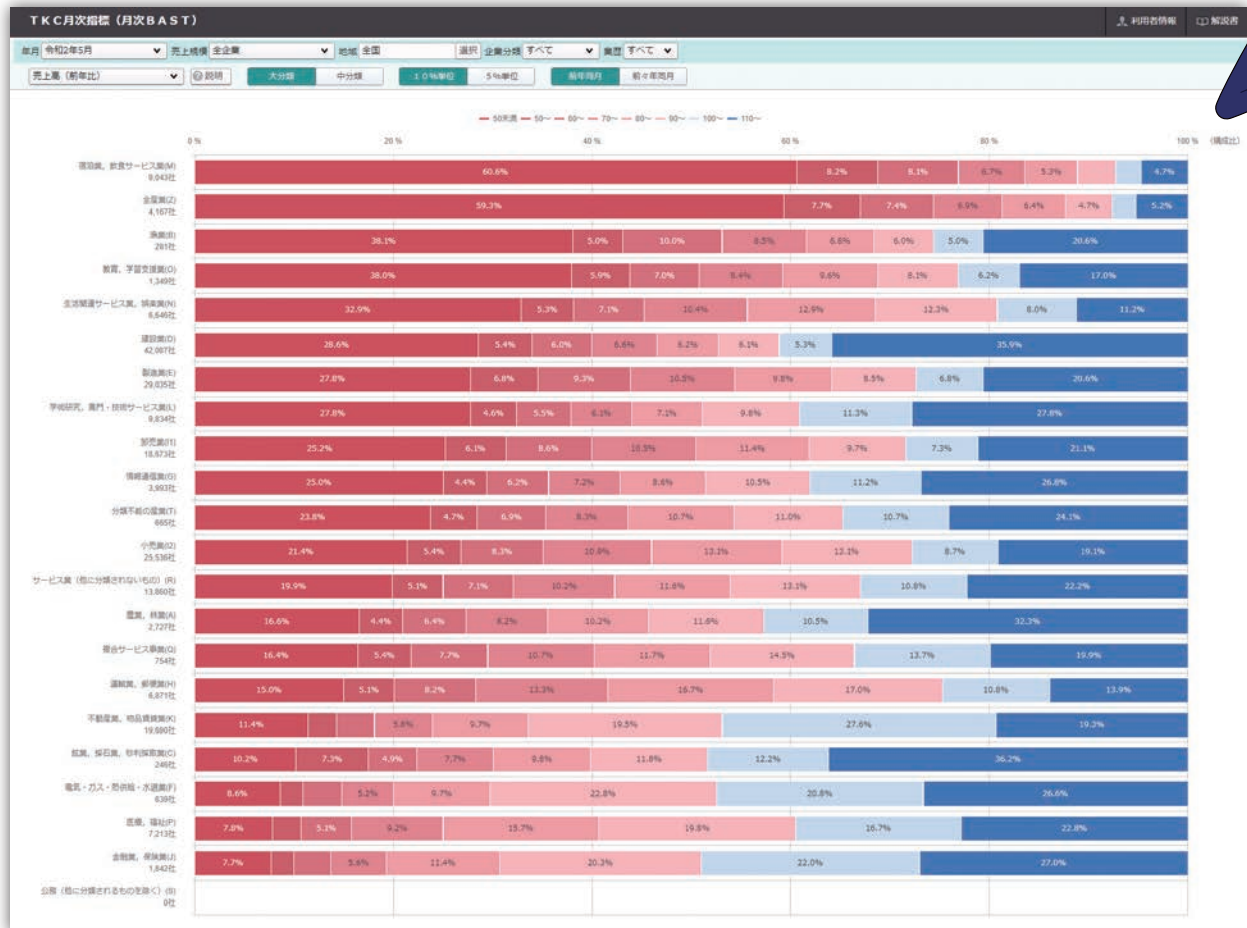 TKC月次指標（月次BAST）
利用者情報 解説書
年月 令和2年5月 売上規模 全企業 地域 全国 選択 企業分類 すべて 業歴 すべて
売上高（前年比） 説明 大分類 中分類 10%単位 5%単位 前年同月 前々年同月
50未満 50～ 60～ 70～ 80～ 90～ 100～ 110～
0% 20% 40% 60% 80% 100% （構成比）
宿泊業，飲食サービス業(M)
60.6% 8.2% 8.1% 6.7% 5.3% 4.7%
9,043社
全産業(Z)
59.3% 7.7% 7.4% 6.9% 6.4% 4.7% 5.2%
4,167社
漁業(B)
38.1% 5.0% 10.0% 8.5% 6.8% 6.0% 5.0% 20.6%
281社
教育，学習支援業(O)
38.0% 5.9% 7.0% 8.4% 9.6% 8.1% 6.2% 17.0%
1,349社
生活関連サービス業，娯楽業(N)
32.9% 5.3% 7.1% 10.4% 12.9% 12.3% 8.0% 11.2%
6,646社
建設業(D)
28.6% 5.4% 6.0% 6.6% 6.2% 6.1% 5.3% 35.9%
42,087社
製造業(E)
27.8% 6.8% 9.3% 10.5% 9.8% 8.5% 6.8% 20.6%
29,035社
学術研究，専門・技術サービス業(L)
27.8% 4.6% 5.5% 6.1% 7.1% 9.8% 11.3% 27.8%
9,834社
卸売業(I1)
25.2% 6.1% 8.6% 10.5% 11.4% 9.7% 7.3% 21.1%
18,673社
情報通信業(G)
25.0% 4.4% 6.2% 7.2% 8.6% 10.5% 11.2% 26.8%
3,993社
分類不能の産業(T)
23.8% 4.7% 6.9% 8.3% 10.7% 11.0% 10.7% 24.1%
665社
小売業(I2)
21.4% 5.4% 8.3% 10.9% 13.1% 13.1% 8.7% 19.1%
25,536社
サービス業（他に分類されないもの）(R)
19.9% 5.1% 7.1% 10.2% 11.6% 13.1% 10.8% 22.2%
13,860社
農業，林業(A)
16.6% 4.4% 6.4% 8.2% 10.2% 11.6% 10.5% 32.3%
2,727社
複合サービス事業(Q)
16.4% 5.4% 7.7% 10.7% 11.7% 14.5% 13.7% 19.9%
754社
運輸業，郵便業(H)
15.0% 5.1% 8.2% 13.3% 16.7% 17.0% 10.8% 13.9%
6,871社
不動産業，物品賃貸業(K)
11.4% 5.8% 9.7% 19.5% 27.6% 19.3%
19,880社
鉱業，採石業，砂利採取業(C)
10.2% 7.3% 4.9% 7.7% 9.8% 11.8% 12.2% 36.2%
246社
電気・ガス・熱供給・水道業(F)
8.6% 5.2% 9.7% 22.8% 20.8% 26.6%
639社
医療，福祉(P)
7.8% 5.1% 9.2% 15.7% 19.8% 16.7% 22.8%
7,213社
金融業，保険業(J)
7.7% 5.6% 11.4% 20.3% 22.0% 27.0%
1,842社
公務（他に分類されるものを除く）(S)
0社